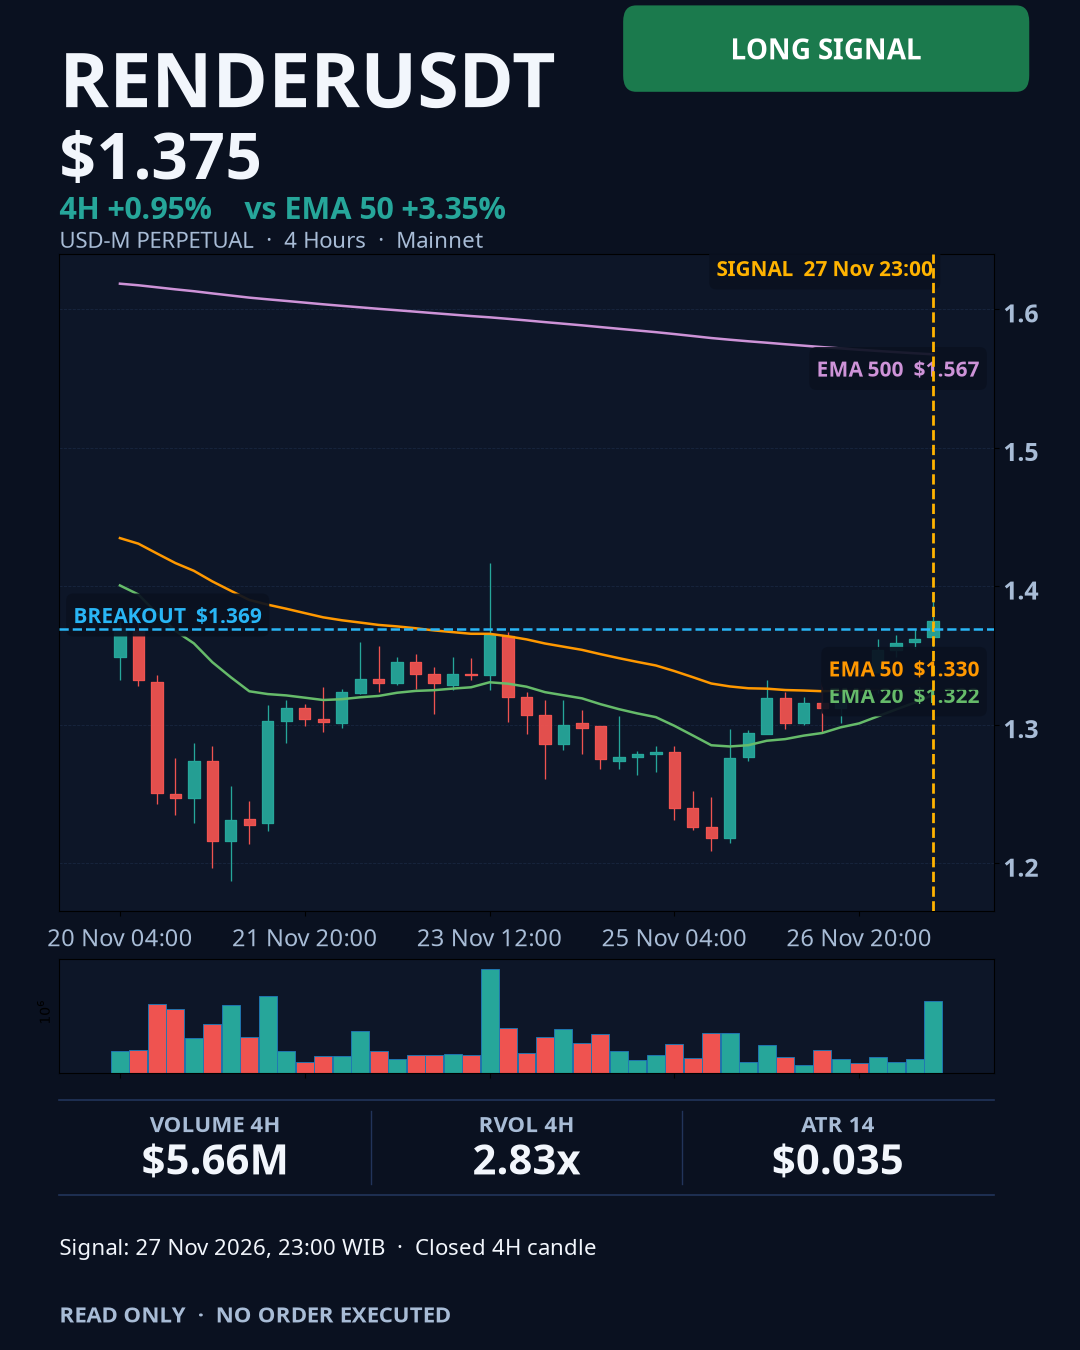 LONG SIGNAL
RENDERUSDT
$1.375
4H +0.95% vs EMA 50 +3.35%
USD-M PERPETUAL · 4 Hours · Mainnet
SIGNAL 27 Nov 23:00
1.6
EMA 500 $1.567
1.5
1.4
BREAKOUT $1.369
EMA 50 $1.330
EMA 20 $1.322
1.3
1.2
20 Nov 04:00 21 Nov 20:00 23 Nov 12:00 25 Nov 04:00 26 Nov 20:00
10⁶
VOLUME 4H RVOL 4H ATR 14
$5.66M 2.83x $0.035
Signal: 27 Nov 2026, 23:00 WIB · Closed 4H candle
READ ONLY · NO ORDER EXECUTED